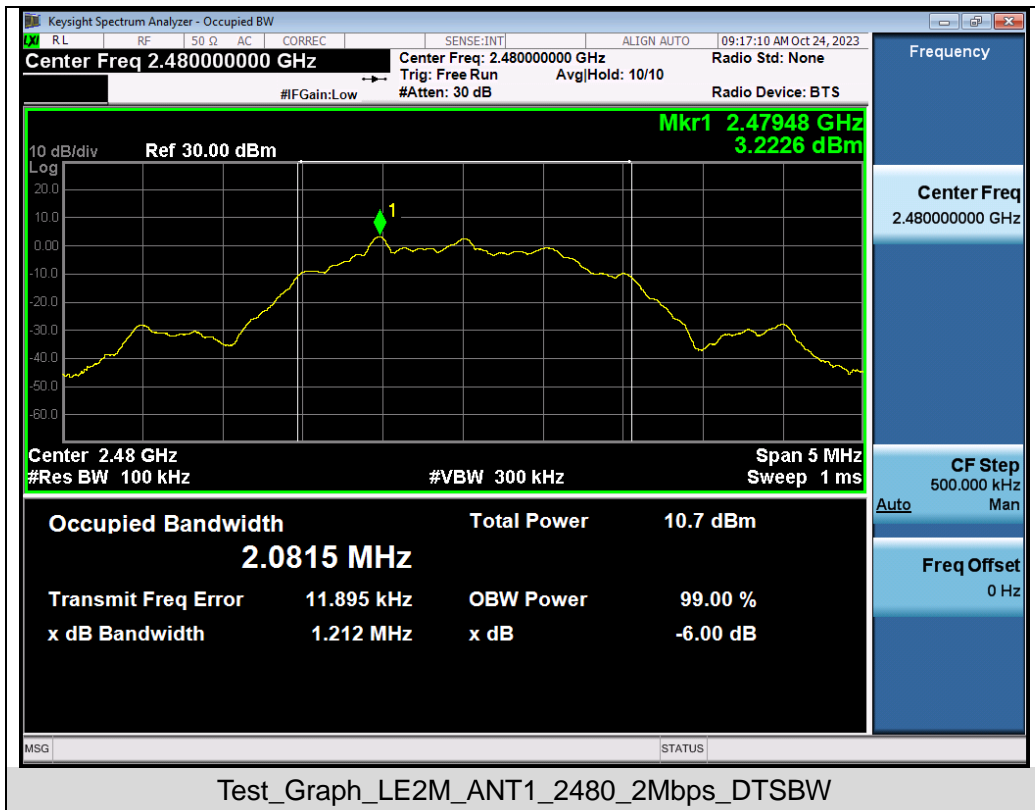 Keysight Spectrum Analyzer - Occupied BW
LXI RL RF 50 Ω AC CORREC SENSE:INT ALIGN AUTO 09:17:10 AM Oct 24, 2023
Center Freq 2.480000000 GHz
Center Freq: 2.480000000 GHz
Radio Std: None
Trig: Free Run
Avg|Hold: 10/10
#IFGain:Low
#Atten: 30 dB
Radio Device: BTS
Frequency
Mkr1 2.47948 GHz
3.2226 dBm
10 dB/div
Ref 30.00 dBm
Log
20.0
10.0
0.00
-10.0
-20.0
-30.0
-40.0
-50.0
-60.0
1
Center 2.48 GHz
Span 5 MHz
#Res BW 100 kHz
#VBW 300 kHz
Sweep 1 ms
Center Freq
2.480000000 GHz
CF Step
500.000 kHz
Auto Man
Freq Offset
0 Hz
Occupied Bandwidth
2.0815 MHz
Total Power 10.7 dBm
Transmit Freq Error 11.895 kHz
OBW Power 99.00 %
x dB Bandwidth 1.212 MHz
x dB -6.00 dB
MSG
STATUS
Test_Graph_LE2M_ANT1_2480_2Mbps_DTSBW